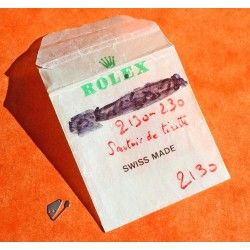 ROLEX
2130-230
Sautoir de tirette
SWISS MADE
2130